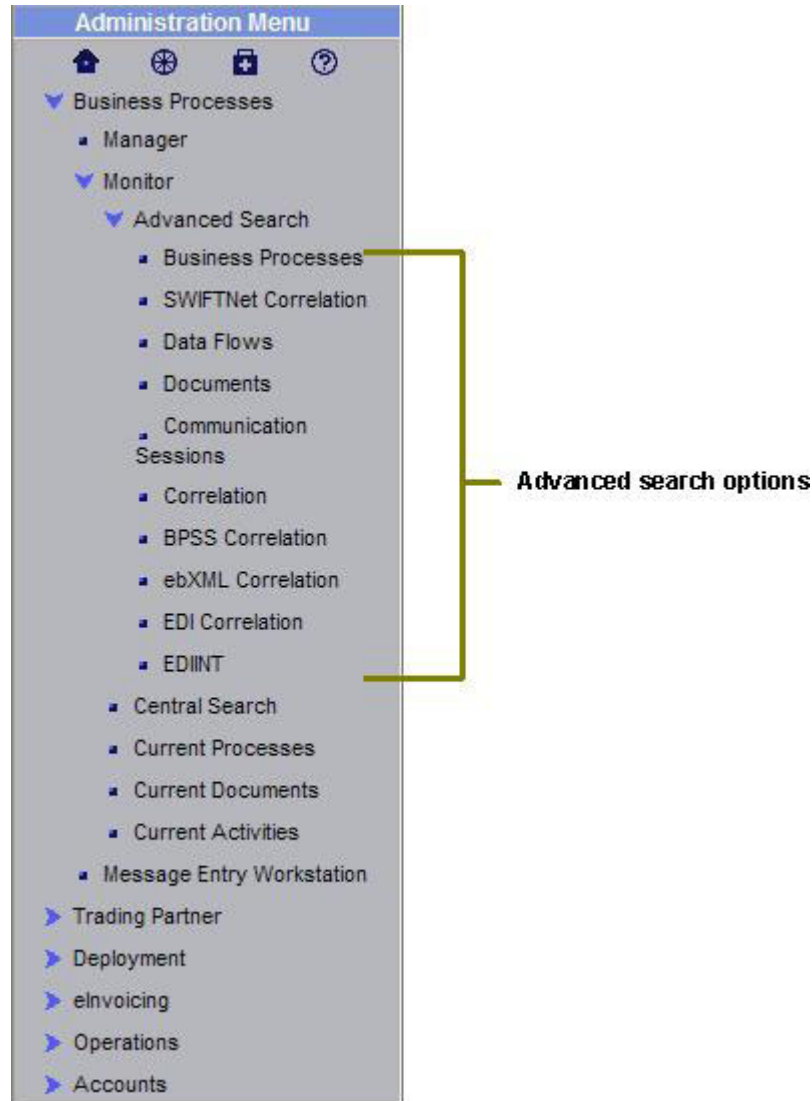 Administration Menu
Business Processes
Manager
Monitor
Advanced Search
Business Processes
SWIFTNet Correlation
Data Flows
Documents
Communication
Sessions
Correlation
BPSS Correlation
ebXML Correlation
EDI Correlation
EDIINT
Advanced search options
Central Search
Current Processes
Current Documents
Current Activities
Message Entry Workstation
Trading Partner
Deployment
eInvoicing
Operations
Accounts